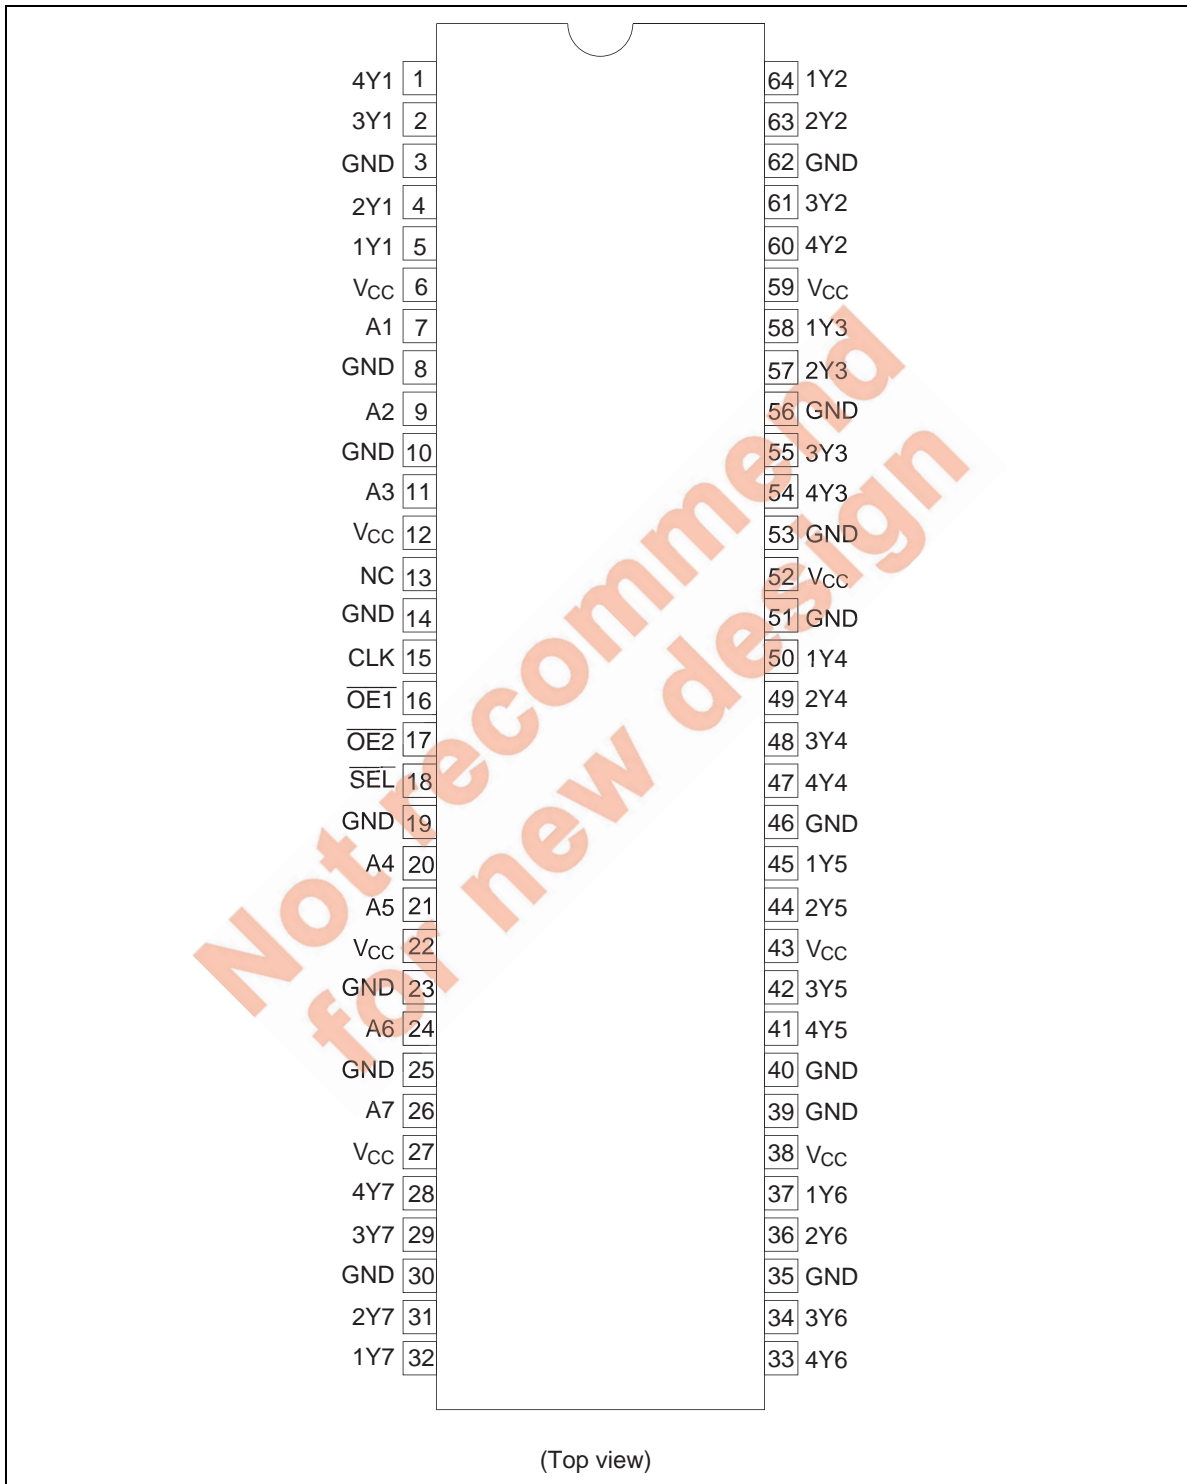 4Y1 1 64 1Y2
3Y1 2 63 2Y2
GND 3 62 GND
2Y1 4 61 3Y2
1Y1 5 60 4Y2
VCC 6 59 VCC
A1 7 58 1Y3
GND 8 57 2Y3
A2 9 56 GND
GND 10 55 3Y3
A3 11 54 4Y3
VCC 12 53 GND
NC 13 52 VCC
GND 14 51 GND
CLK 15 50 1Y4
OE1 16 49 2Y4
OE2 17 48 3Y4
SEL 18 47 4Y4
GND 19 46 GND
A4 20 45 1Y5
A5 21 44 2Y5
VCC 22 43 VCC
GND 23 42 3Y5
A6 24 41 4Y5
GND 25 40 GND
A7 26 39 GND
VCC 27 38 VCC
4Y7 28 37 1Y6
3Y7 29 36 2Y6
GND 30 35 GND
2Y7 31 34 3Y6
1Y7 32 33 4Y6
(Top view)
Not recommend
for new design